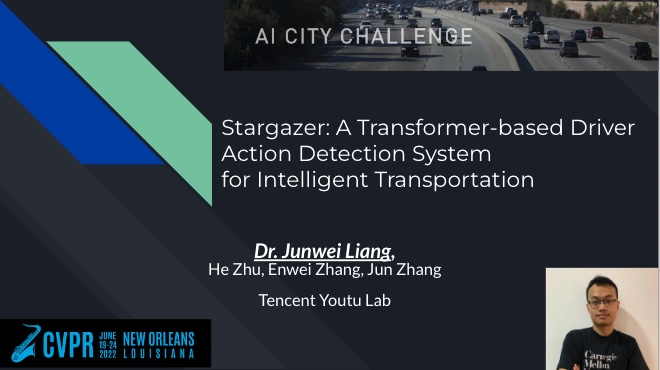 AI CITY CHALLENGE
Stargazer: A Transformer-based Driver
Action Detection System
for Intelligent Transportation
Dr. Junwei Liang,
He Zhu, Enwei Zhang, Jun Zhang
Tencent Youtu Lab
CVPR
JUNE
19-24
2022
NEW ORLEANS
LOUISIANA
Carnegie
Mellon